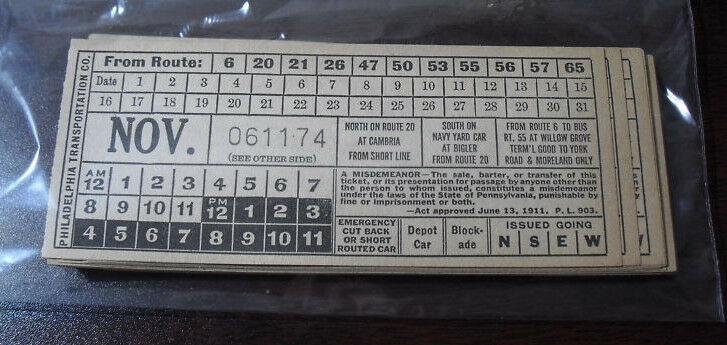 PHILADELPHIA TRANSPORTATION CO.
From Route: 6 20 21 26 47 50 53 55 56 57 65
Date 1 2 3 4 5 6 7 8 9 10 11 12 13 14 15
16 17 18 19 20 21 22 23 24 25 26 27 28 29 30 31
NOV.
061174
(SEE OTHER SIDE)
NORTH ON ROUTE 20
AT CAMBRIA
FROM SHORT LINE
SOUTH ON
NAVY YARD CAR
AT BIGLER
FROM ROUTE 20
FROM ROUTE 6 TO BUS
RT. 55 AT WILLOW GROVE
TERM'L GOOD TO YORK
ROAD & MORELAND ONLY
AM
12 1 2 3 4 5 6 7
8 9 10 11 PM 12 1 2 3
4 5 6 7 8 9 10 11
A MISDEMEANOR—The sale, barter, or transfer of this
ticket, or its presentation for passage by anyone other than
the person to whom issued, constitutes a misdemeanor
under the laws of the State of Pennsylvania, punishable by
fine or imprisonment or both.
—Act approved June 13, 1911. P. L. 903.
EMERGENCY
CUT BACK
OR SHORT
ROUTED CAR
Depot
Car
Block-
ade
ISSUED GOING
N S E W